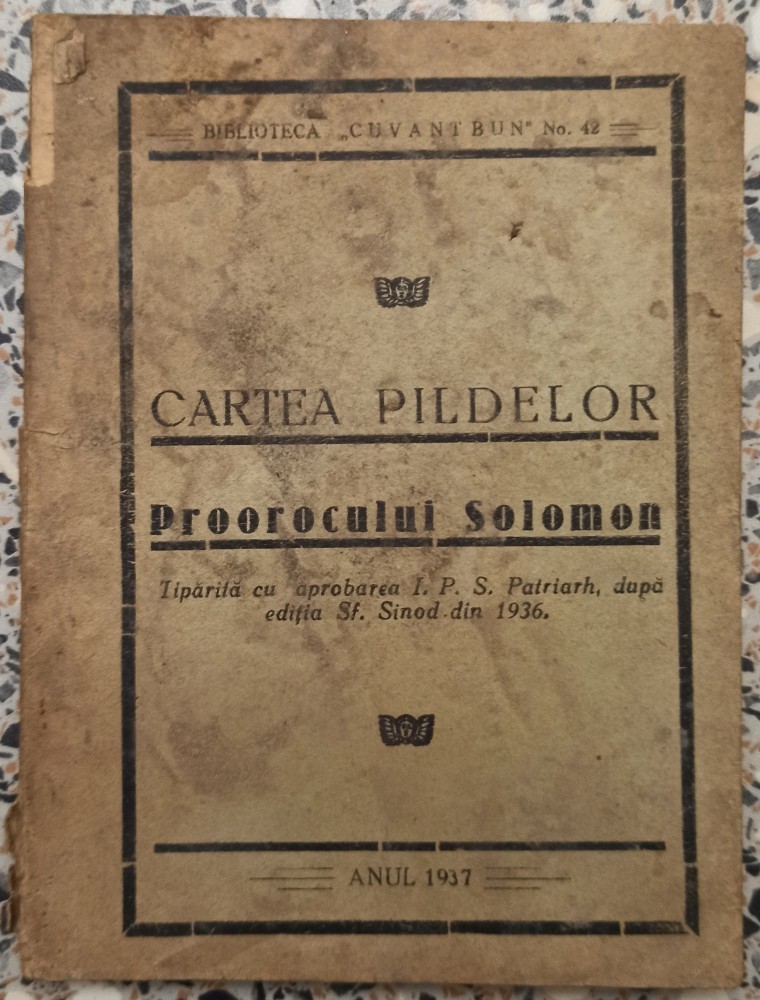 BIBLIOTECA „CUVANT BUN" No. 42
CARTEA PILDELOR
Proorocului Solomon
Tipărită cu aprobarea I. P. S. Patriarh, după
ediția Sf. Sinod din 1936.
ANUL 1937